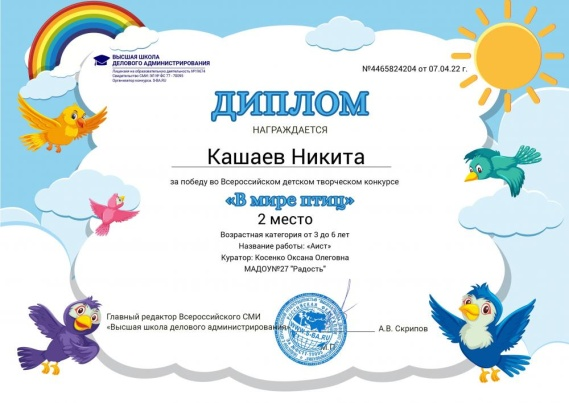 ВЫСШАЯ ШКОЛА
ДЕЛОВОГО АДМИНИСТРИРОВАНИЯ
№4465824204 от 07.04.22 г.
ДИПЛОМ
НАГРАЖДАЕТСЯ
Кашаев Никита
за победу во Всероссийском детском творческом конкурсе
«В мире птиц»
2 место
Возрастная категория от 3 до 6 лет
Название работы: «Аист»
Куратор: Косенко Оксана Олеговна
МАДОУ№27 "Радость"
Главный редактор Всероссийского СМИ
«Высшая школа делового администрирования»
А.В. Скрипов
М.П.